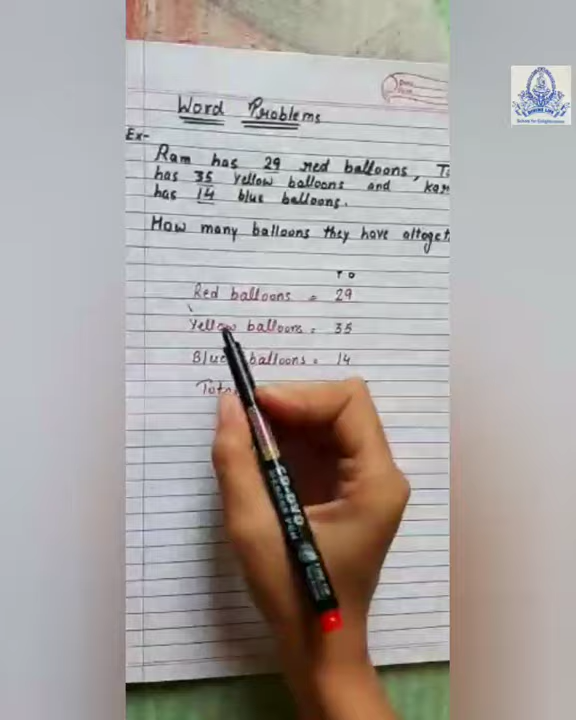 Word Problems
Ex-
Ram has 29 red balloons,
has 35 yellow balloons and
has 14 blue balloons.
How many balloons they have
T O
Red balloons = 29
Yellow balloons = 35
Blue balloons = 14